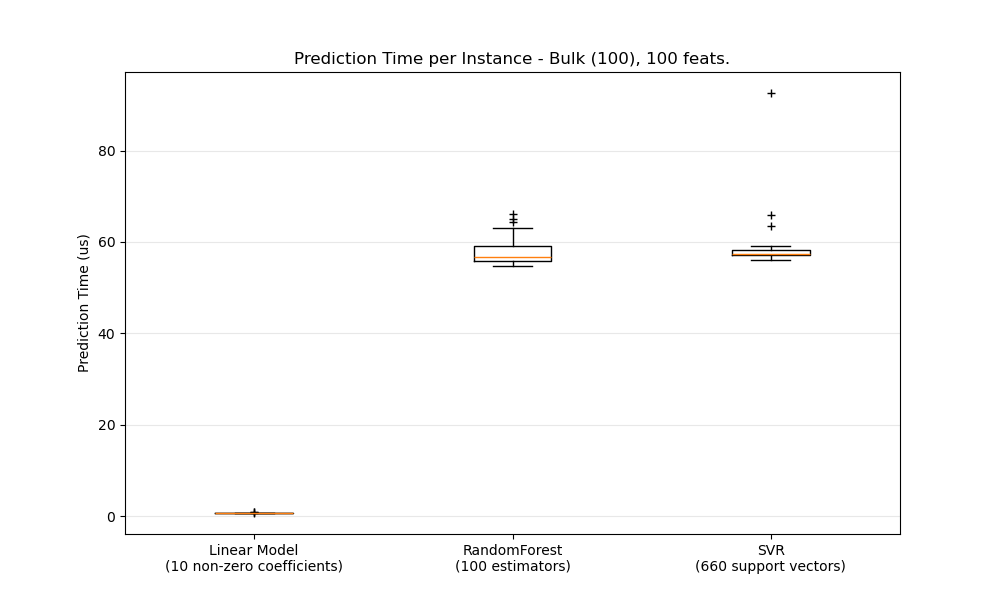 Prediction Time per Instance - Bulk (100), 100 feats.
Prediction Time (us)
80
60
40
20
0
Linear Model
(10 non-zero coefficients)
RandomForest
(100 estimators)
SVR
(660 support vectors)